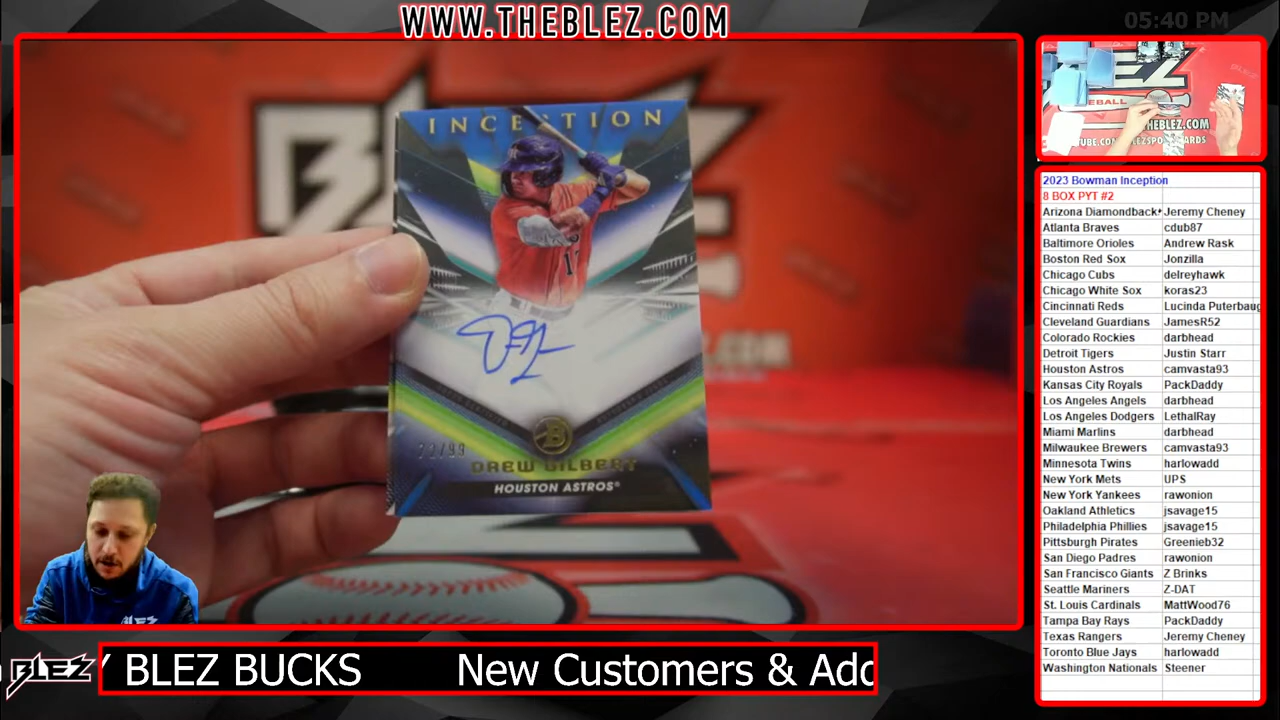 WWW.THEBLEZ.COM
05:40 PM
INCEPTION
DREW GILBERT
HOUSTON ASTROS®
BLEZ
Y BLEZ BUCKS New Customers & Add
2023 Bowman Inception
8 BOX PYT #2
Arizona Diamondback Jeremy Cheney
Atlanta Braves cdub87
Baltimore Orioles Andrew Rask
Boston Red Sox Jonzilla
Chicago Cubs delreyhawk
Chicago White Sox koras23
Cincinnati Reds Lucinda Puterbaug
Cleveland Guardians JamesR52
Colorado Rockies darbhead
Detroit Tigers Justin Starr
Houston Astros camvasta93
Kansas City Royals PackDaddy
Los Angeles Angels darbhead
Los Angeles Dodgers LethalRay
Miami Marlins darbhead
Milwaukee Brewers camvasta93
Minnesota Twins harlowadd
New York Mets UPS
New York Yankees rawonion
Oakland Athletics jsavage15
Philadelphia Phillies jsavage15
Pittsburgh Pirates Greenieb32
San Diego Padres rawonion
San Francisco Giants Z Brinks
Seattle Mariners Z-DAT
St. Louis Cardinals MattWood76
Tampa Bay Rays PackDaddy
Texas Rangers Jeremy Cheney
Toronto Blue Jays harlowadd
Washington Nationals Steener